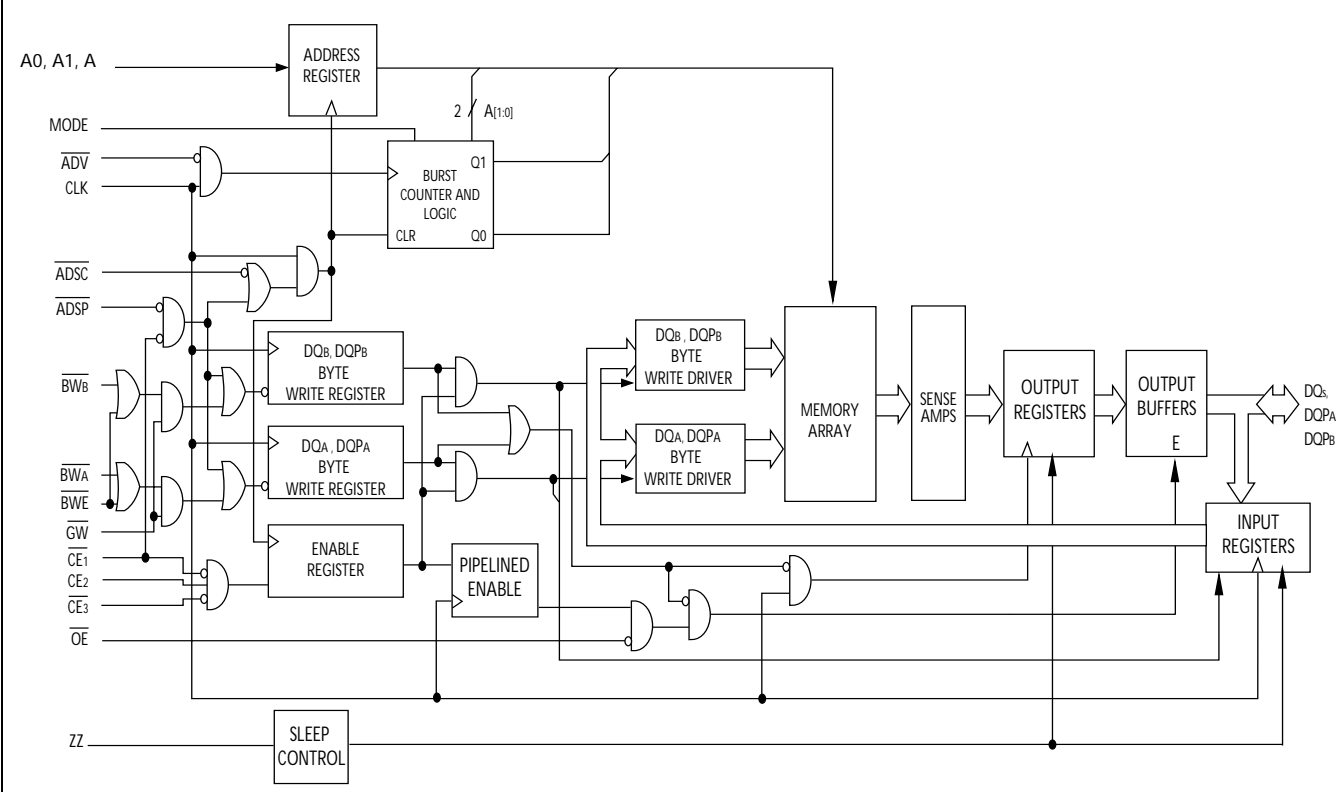 A0, A1, A
ADDRESS
REGISTER
2
A[1:0]
MODE
ADV
CLK
BURST
COUNTER AND
LOGIC
Q1
CLR
Q0
ADSC
ADSP
DQB, DQPB
BYTE
WRITE REGISTER
DQB, DQPB
BYTE
WRITE DRIVER
MEMORY
ARRAY
SENSE
AMPS
OUTPUT
REGISTERS
OUTPUT
BUFFERS
E
DQs,
DQPA
DQPB
BWB
DQA, DQPA
BYTE
WRITE REGISTER
DQA, DQPA
BYTE
WRITE DRIVER
BWA
BWE
GW
CE1
CE2
CE3
ENABLE
REGISTER
PIPELINED
ENABLE
INPUT
REGISTERS
OE
ZZ
SLEEP
CONTROL